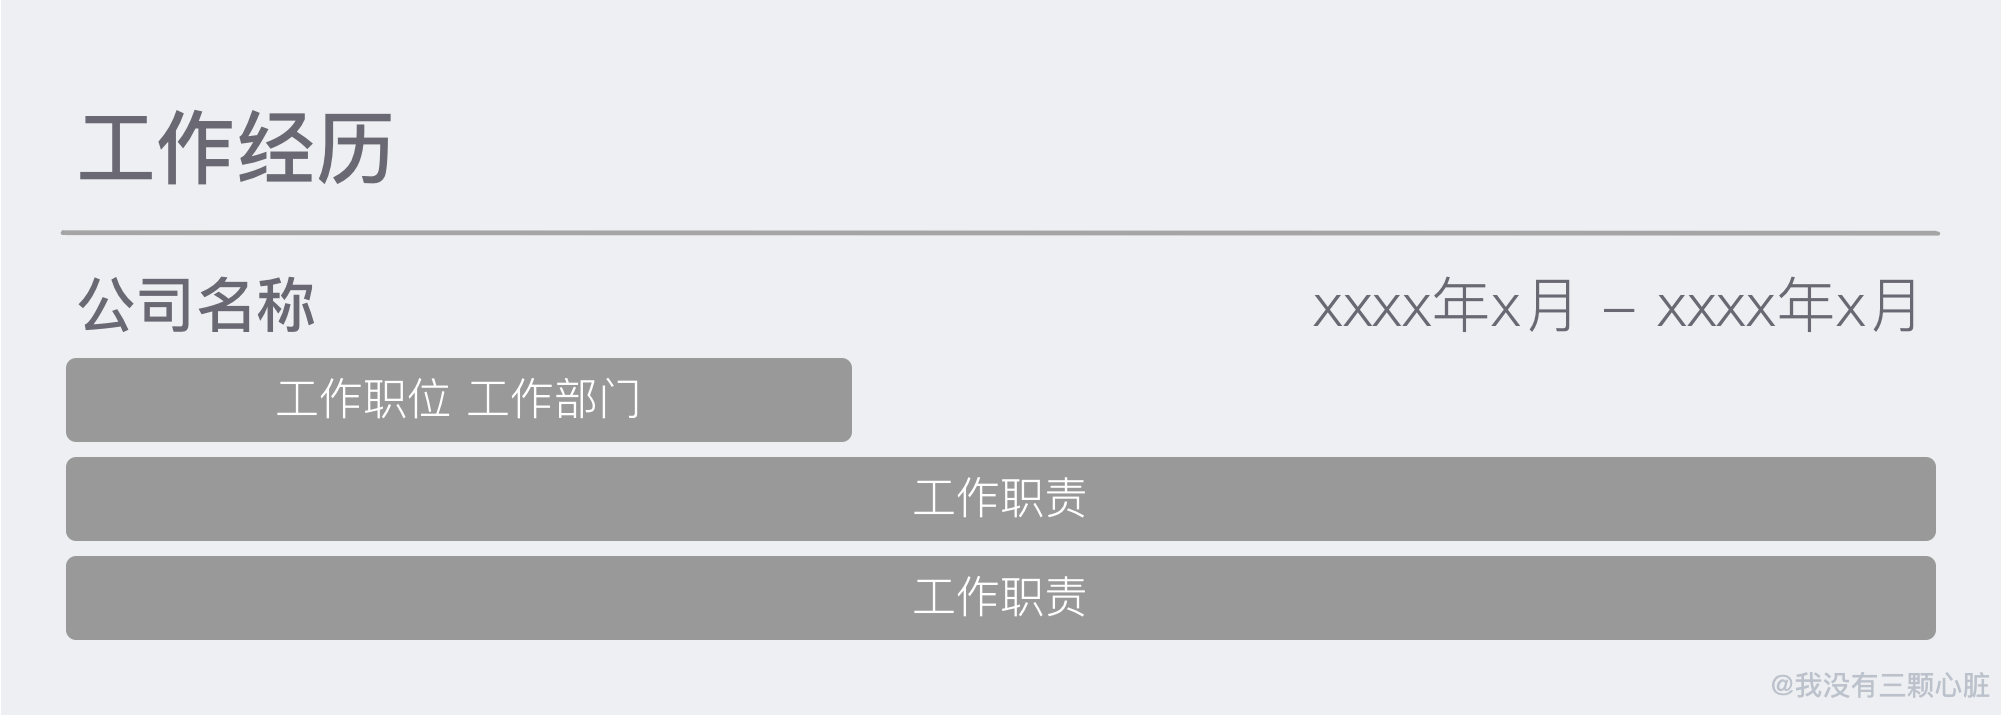 工作经历
公司名称 xxxx年x月 – xxxx年x月
工作职位 工作部门
工作职责
工作职责
@我没有三颗心脏